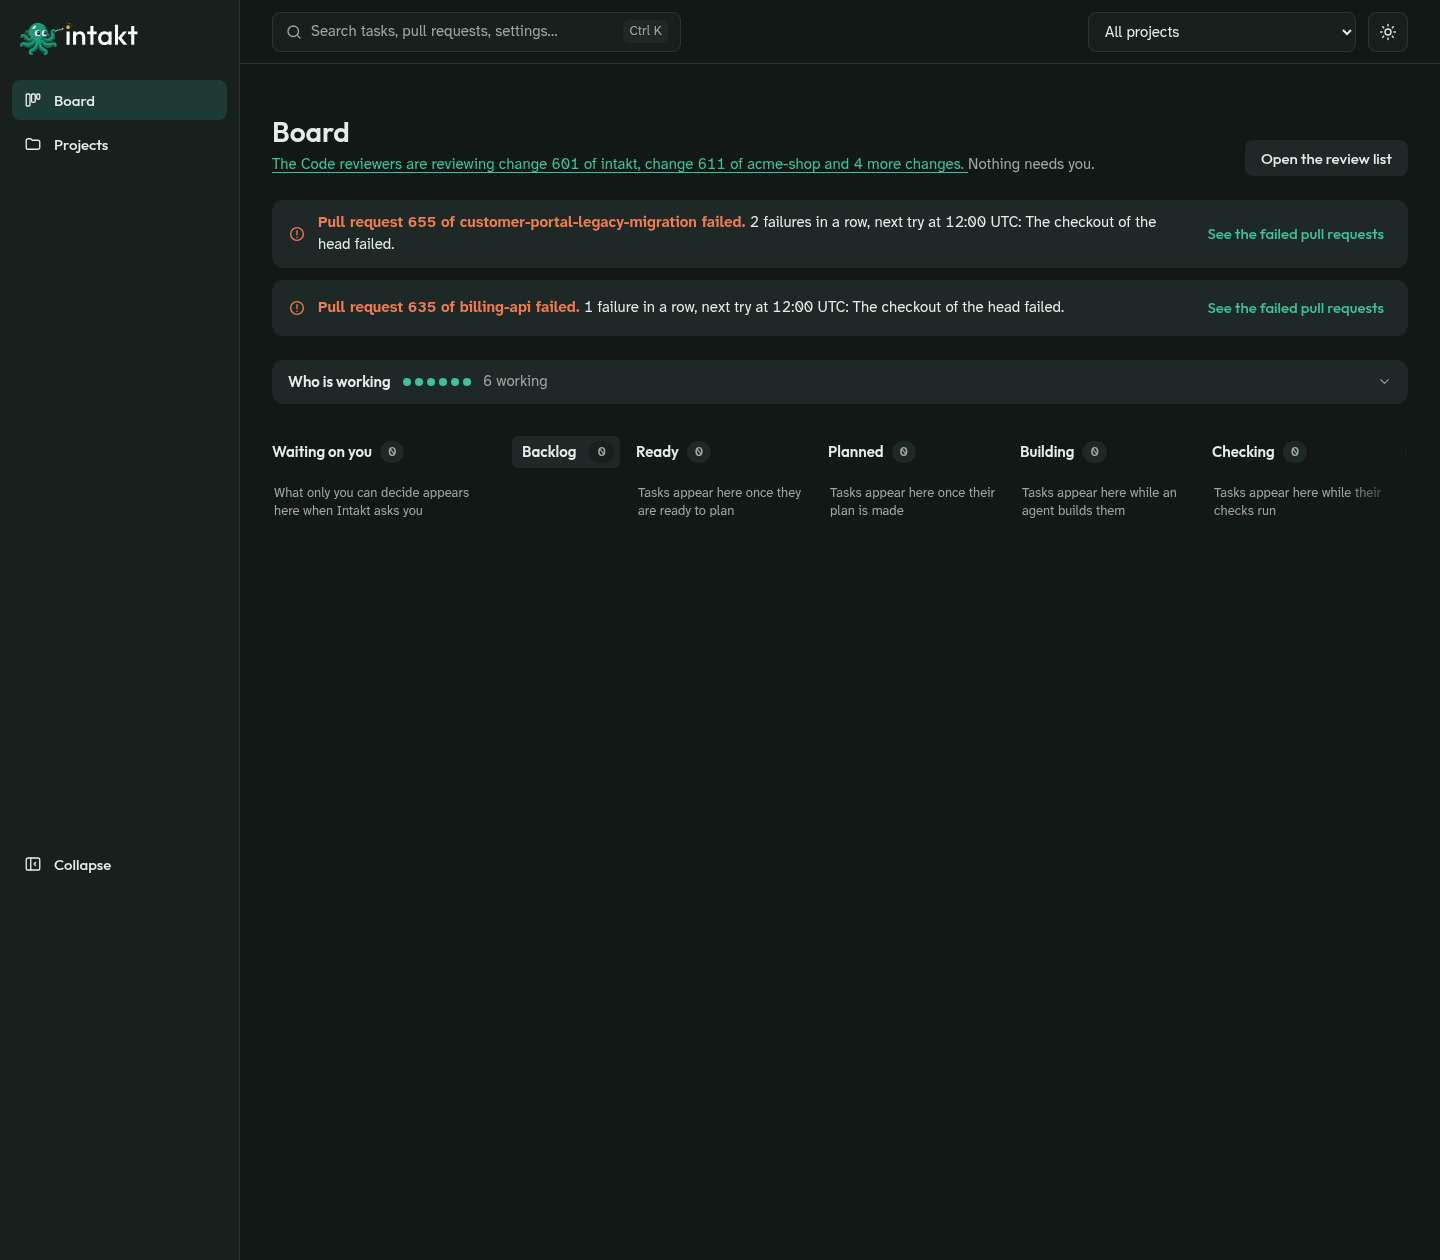 intakt
Search tasks, pull requests, settings...
Ctrl K
All projects
Board
Projects
Collapse
Board
The Code reviewers are reviewing change 601 of intakt, change 611 of acme-shop and 4 more changes. Nothing needs you.
Open the review list
Pull request 655 of customer-portal-legacy-migration failed. 2 failures in a row, next try at 12:00 UTC: The checkout of the
head failed.
See the failed pull requests
Pull request 635 of billing-api failed. 1 failure in a row, next try at 12:00 UTC: The checkout of the head failed.
See the failed pull requests
Who is working
6 working
Waiting on you 0
What only you can decide appears
here when Intakt asks you
Backlog 0
Ready 0
Tasks appear here once they
are ready to plan
Planned 0
Tasks appear here once their
plan is made
Building 0
Tasks appear here while an
agent builds them
Checking 0
Tasks appear here while their
checks run